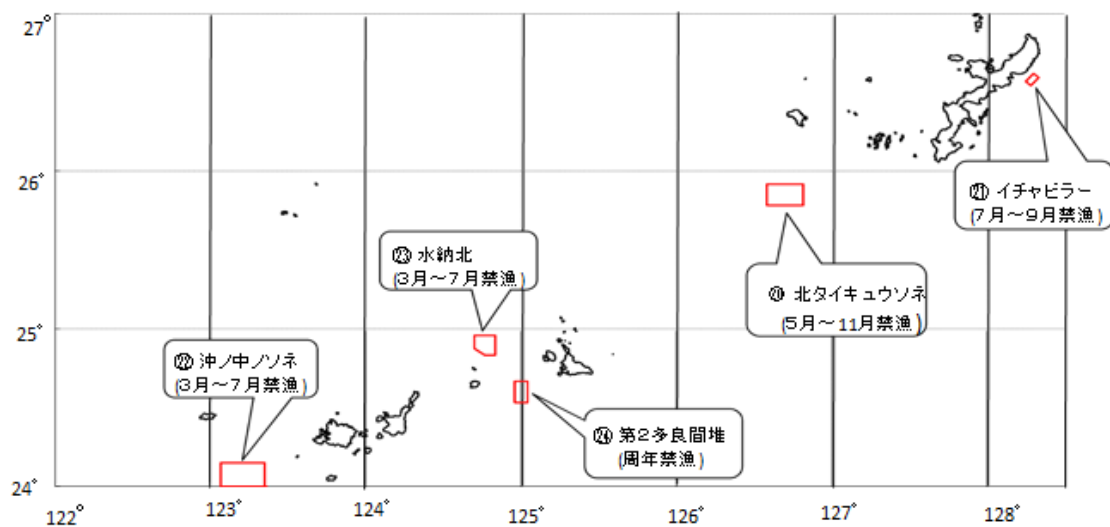 27°
26°
25°
24°
㉑ イチャビラー
(7月～9月禁漁)
⑳ 北タイキュウソネ
(5月～11月禁漁)
㉓ 水納北
(3月～7月禁漁)
㉒ 沖ノ中ノソネ
(3月～7月禁漁)
㉔ 第2多良間堆
(周年禁漁)
122°
123°
124°
125°
126°
127°
128°